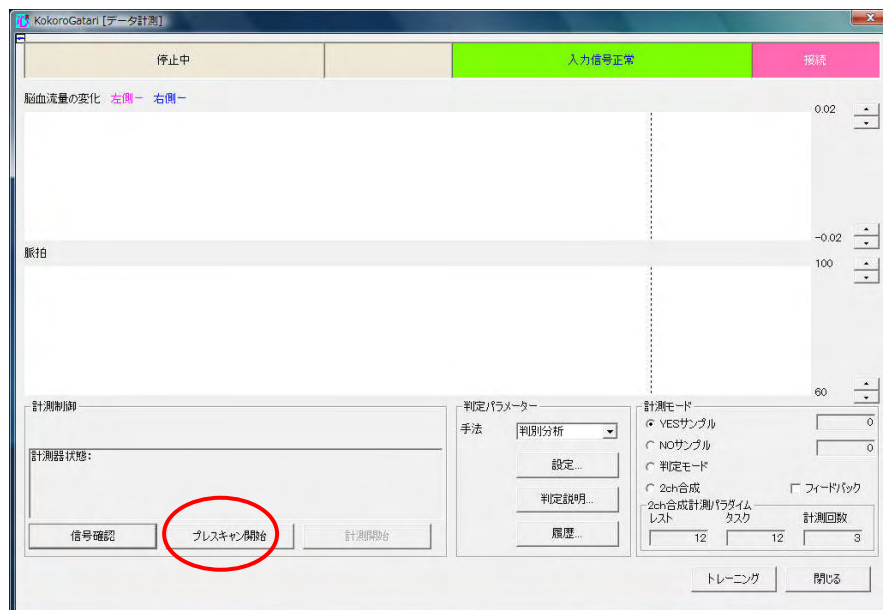 KokoroGatari [データ計測]
停止中
入力信号正常
接続
脳血流量の変化 左側ー 右側ー
0.02
-0.02
脈拍
100
60
計測制御
計測器状態:
信号確認
プレスキャン開始
計測開始
判定パラメーター
手法 判別分析
設定...
判定説明...
履歴...
計測モード
YESサンプル 0
NOサンプル 0
判定モード
2ch合成 フィードバック
2ch合成計測パラダイム
レスト タスク 計測回数
12 12 3
トレーニング 閉じる